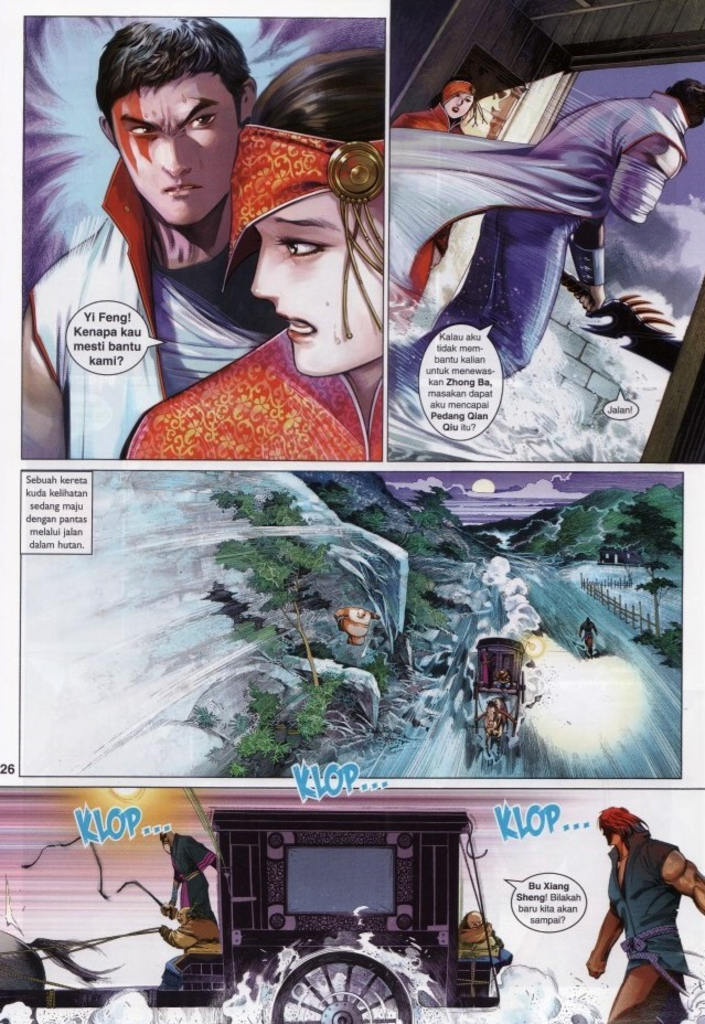 Yi Feng!
Kenapa kau
mesti bantu
kami?
Kalau aku
tidak mem-
bantu kalian
untuk menewas-
kan Zhong Ba,
masakan dapat
aku mencapai
Pedang Qian
Qiu itu?
Jalan!
Sebuah kereta
kuda kelihatan
sedang maju
dengan pantas
melalui jalan
dalam hutan.
26
KLOP...
KLOP...
KLOP...
Bu Xiang
Sheng! Bilakah
baru kita akan
sampai?